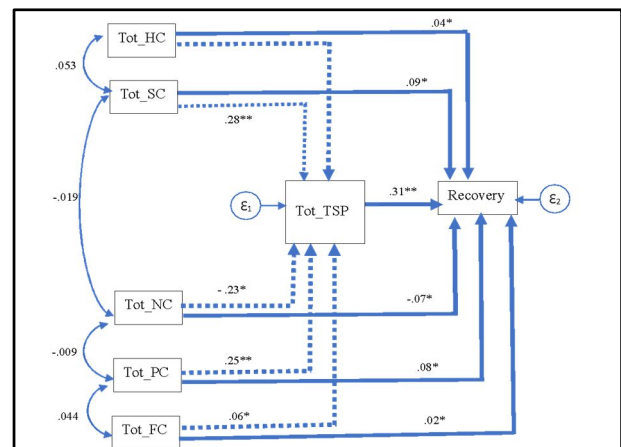 Tot_HC
.04*
.053
Tot_SC
.09*
.28**
-.019
Tot_TSP
.31**
Recovery
ε1
ε2
Tot_NC
- .23*
-.07*
-.009
Tot_PC
.25**
.08*
.044
Tot_FC
.06*
.02*